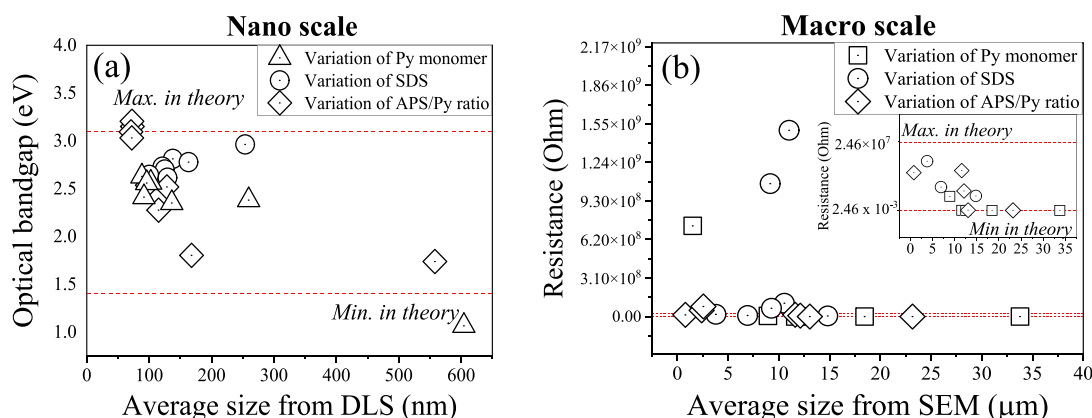 Nano scale
(a)
Variation of Py monomer
Variation of SDS
Variation of APS/Py ratio
Max. in theory
Min. in theory
4.0
3.5
3.0
2.5
2.0
1.5
1.0
Optical bandgap (eV)
0 100 200 300 400 500 600
Average size from DLS (nm)
Macro scale
(b)
Variation of Py monomer
Variation of SDS
Variation of APS/Py ratio
2.17×10⁹
1.86×10⁹
1.55×10⁹
1.24×10⁹
9.30×10⁸
6.20×10⁸
3.10×10⁸
0.00
Resistance (Ohm)
Max. in theory
2.46×10⁷
2.46 x 10⁻³
Min in theory
Resistance (Ohm)
0 5 10 15 20 25 30 35
0 5 10 15 20 25 30 35 40
Average size from SEM (μm)